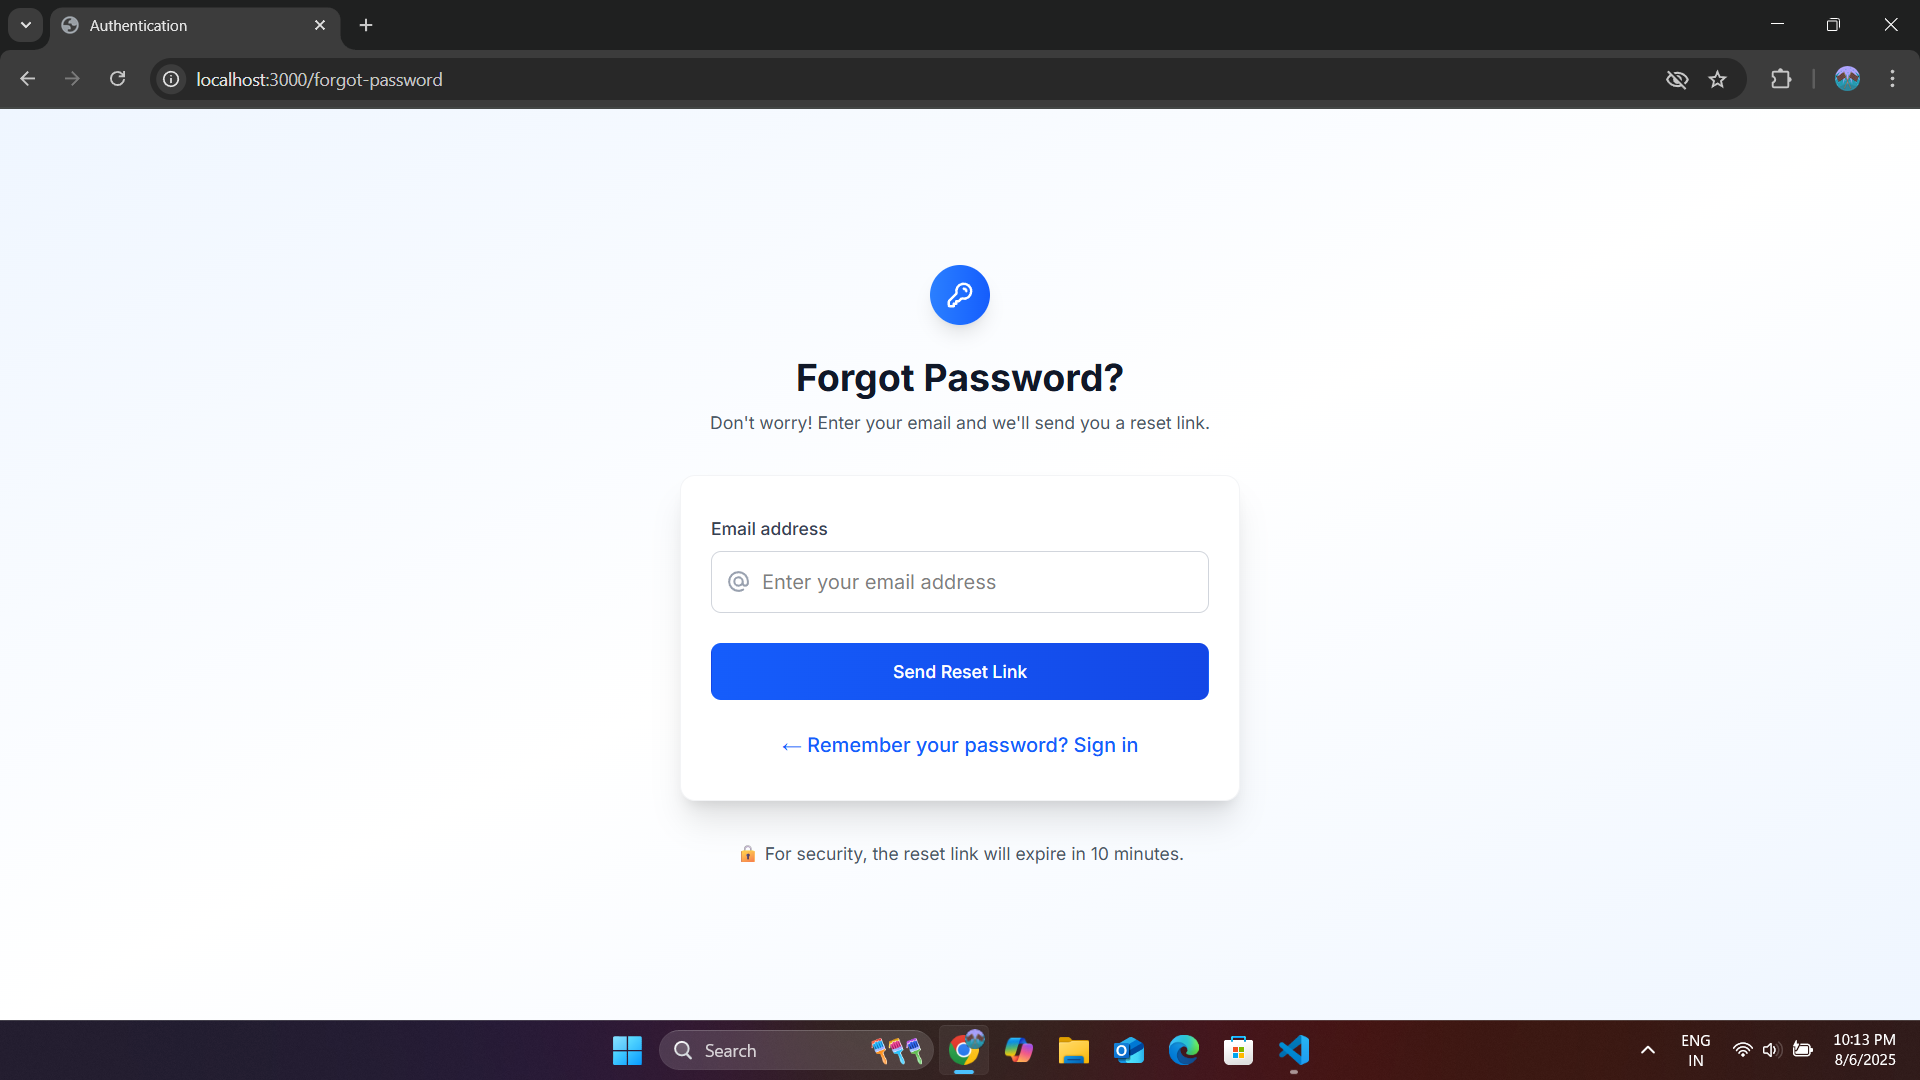 Authentication
localhost:3000/forgot-password
Forgot Password?
Don't worry! Enter your email and we'll send you a reset link.
Email address
Enter your email address
Send Reset Link
← Remember your password? Sign in
For security, the reset link will expire in 10 minutes.
Search
ENG
IN
10:13 PM
8/6/2025